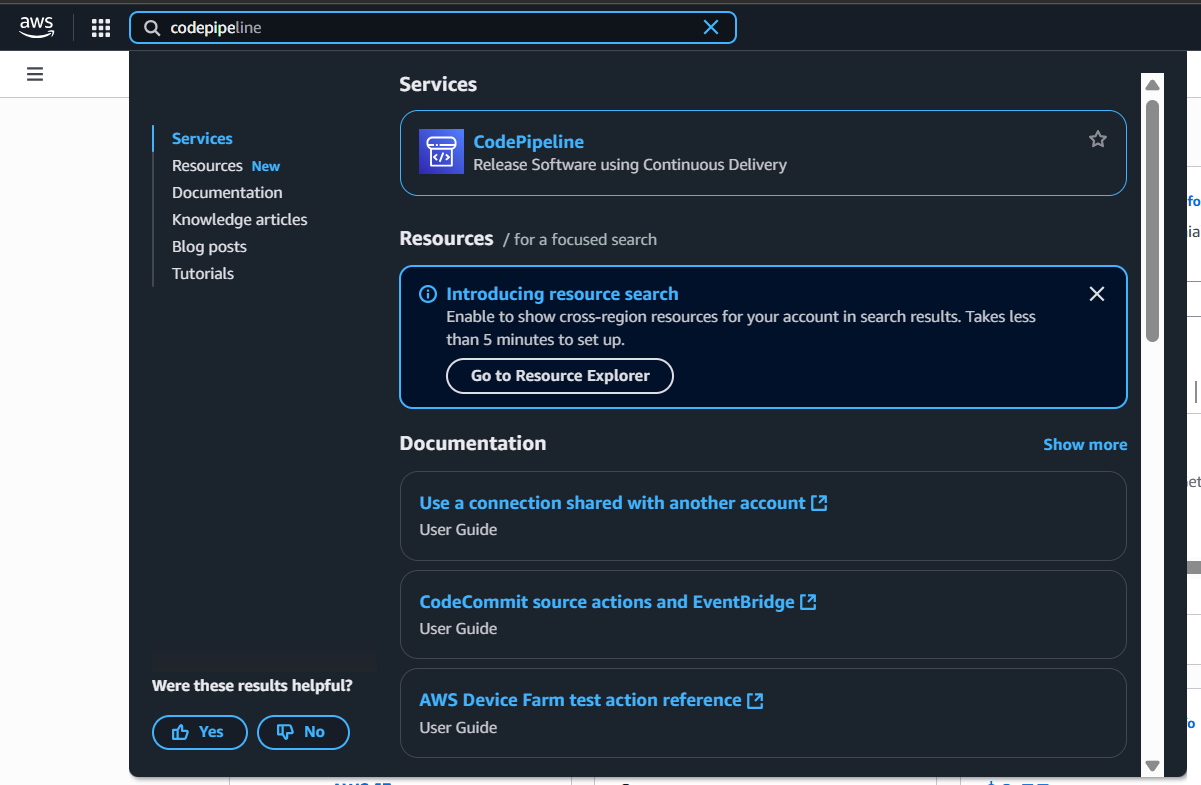 aws
codepipeline
Services
Resources New
Documentation
Knowledge articles
Blog posts
Tutorials
Were these results helpful?
Yes
No
Services
CodePipeline
Release Software using Continuous Delivery
Resources / for a focused search
Introducing resource search
Enable to show cross-region resources for your account in search results. Takes less
than 5 minutes to set up.
Go to Resource Explorer
Documentation
Show more
Use a connection shared with another account
User Guide
CodeCommit source actions and EventBridge
User Guide
AWS Device Farm test action reference
User Guide